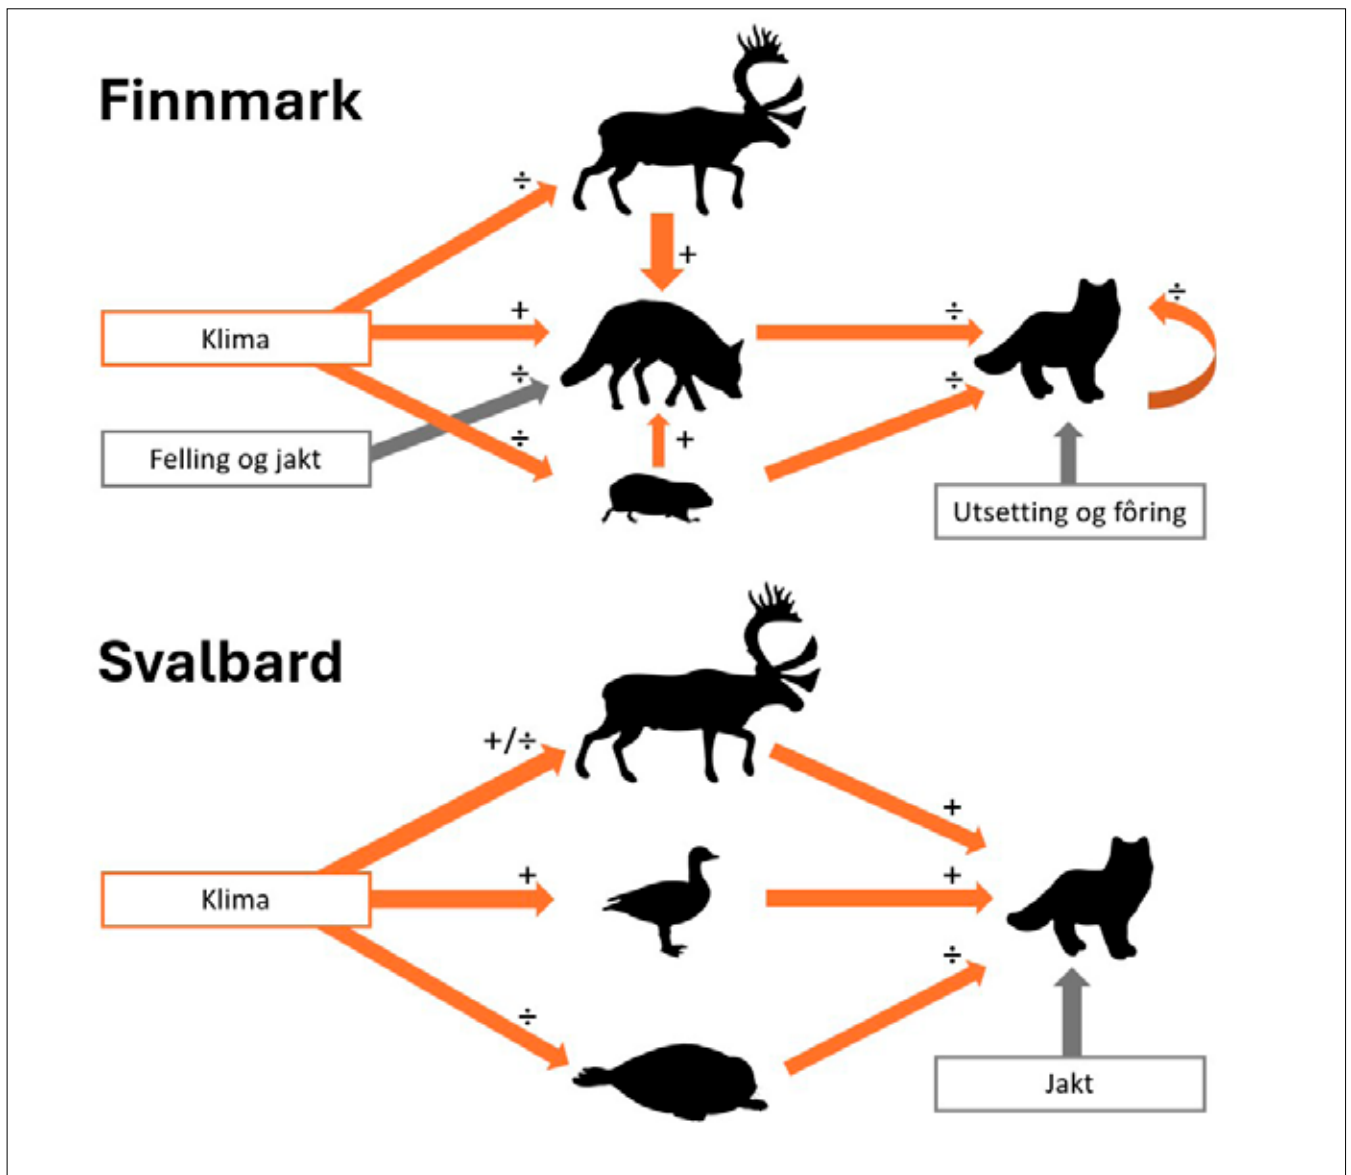 Finnmark
÷
+
Klima
+
÷
÷
÷
÷
÷
Felling og jakt
÷
+
Utsetting og fôring
Svalbard
+/÷
+
Klima
+
+
÷
÷
Jakt